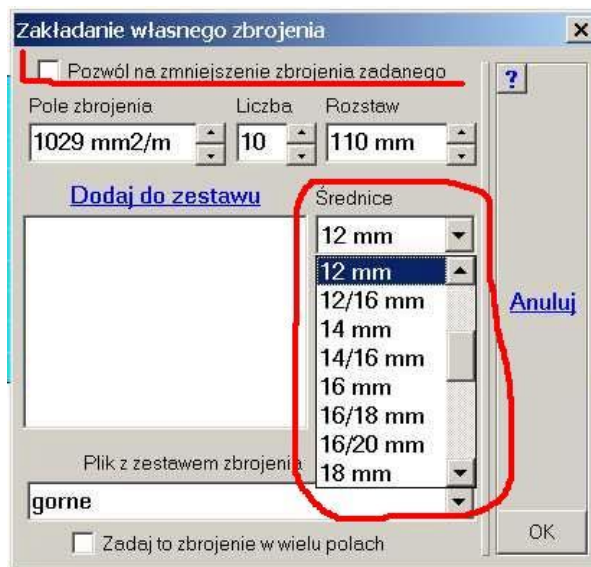 Zakładanie własnego zbrojenia
Pozwól na zmniejszenie zbrojenia zadanego
?
Pole zbrojenia Liczba Rozstaw
1029 mm2/m 10 110 mm
Dodaj do zestawu Średnice
12 mm
12 mm
12/16 mm
14 mm
14/16 mm
16 mm
16/18 mm
16/20 mm
18 mm
Anuluj
Plik z zestawem zbrojenia
gorne
Zadaj to zbrojenie w wielu polach
OK